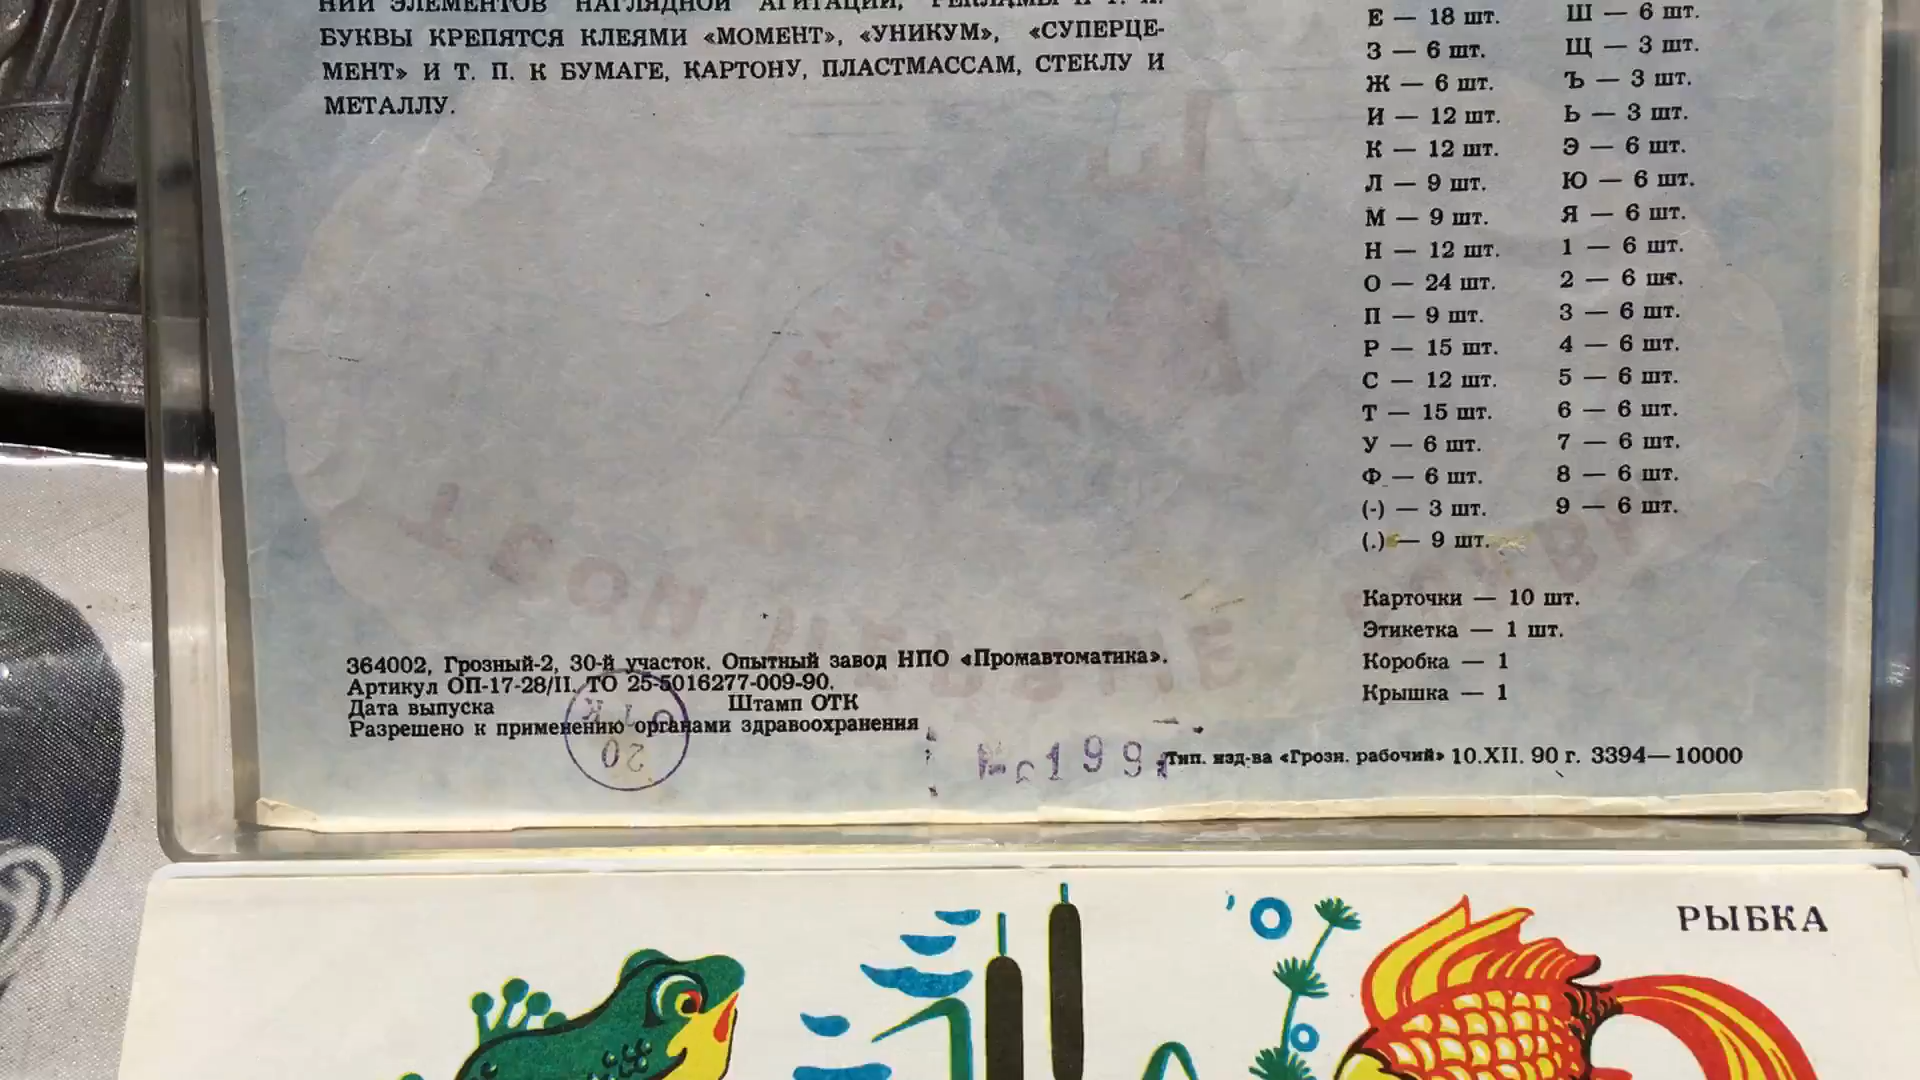 БУКВЫ КРЕПЯТСЯ КЛЕЯМИ «МОМЕНТ», «УНИКУМ», «СУПЕРЦЕ-
МЕНТ» И Т. П. К БУМАГЕ, КАРТОНУ, ПЛАСТМАССАМ, СТЕКЛУ И
МЕТАЛЛУ.
Е — 18 шт.
З — 6 шт.
Ж — 6 шт.
И — 12 шт.
К — 12 шт.
Л — 9 шт.
М — 9 шт.
Н — 12 шт.
О — 24 шт.
П — 9 шт.
Р — 15 шт.
С — 12 шт.
Т — 15 шт.
У — 6 шт.
Ф — 6 шт.
(-) — 3 шт.
(.) — 9 шт.
Ш — 6 шт.
Щ — 3 шт.
Ъ — 3 шт.
Ь — 3 шт.
Э — 6 шт.
Ю — 6 шт.
Я — 6 шт.
1 — 6 шт.
2 — 6 шт.
3 — 6 шт.
4 — 6 шт.
5 — 6 шт.
6 — 6 шт.
7 — 6 шт.
8 — 6 шт.
9 — 6 шт.
Карточки — 10 шт.
Этикетка — 1 шт.
Коробка — 1
Крышка — 1
364002, Грозный-2, 30-й участок. Опытный завод НПО «Промавтоматика».
Артикул ОП-17-28/II. ТО 25-5016277-009-90.
Дата выпуска Штамп ОТК
Разрешено к применению органами здравоохранения
ОТК
20
199
Тип. изд-ва «Грозн. рабочий» 10.XII. 90 г. 3394—10000
РЫБКА